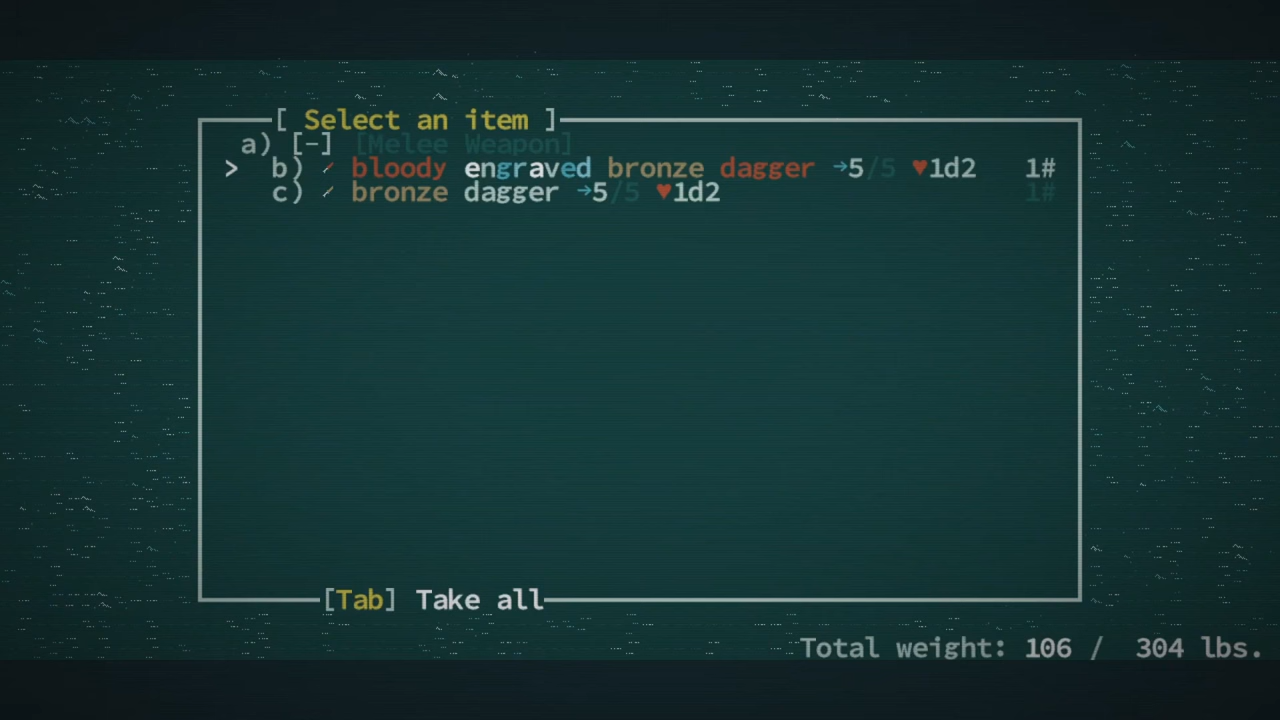 [ Select an item ]
a) [-] [Melee Weapon]
> b) bloody engraved bronze dagger →5/5 ♥1d2 1#
c) bronze dagger →5/5 ♥1d2 1#
[Tab] Take all
Total weight: 106 / 304 lbs.